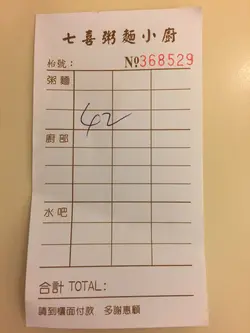 七喜粥麵小廚
枱號： Nº368529
粥麵
42
廚部
水吧
合計 TOTAL:
請到櫃面付款 多謝惠顧